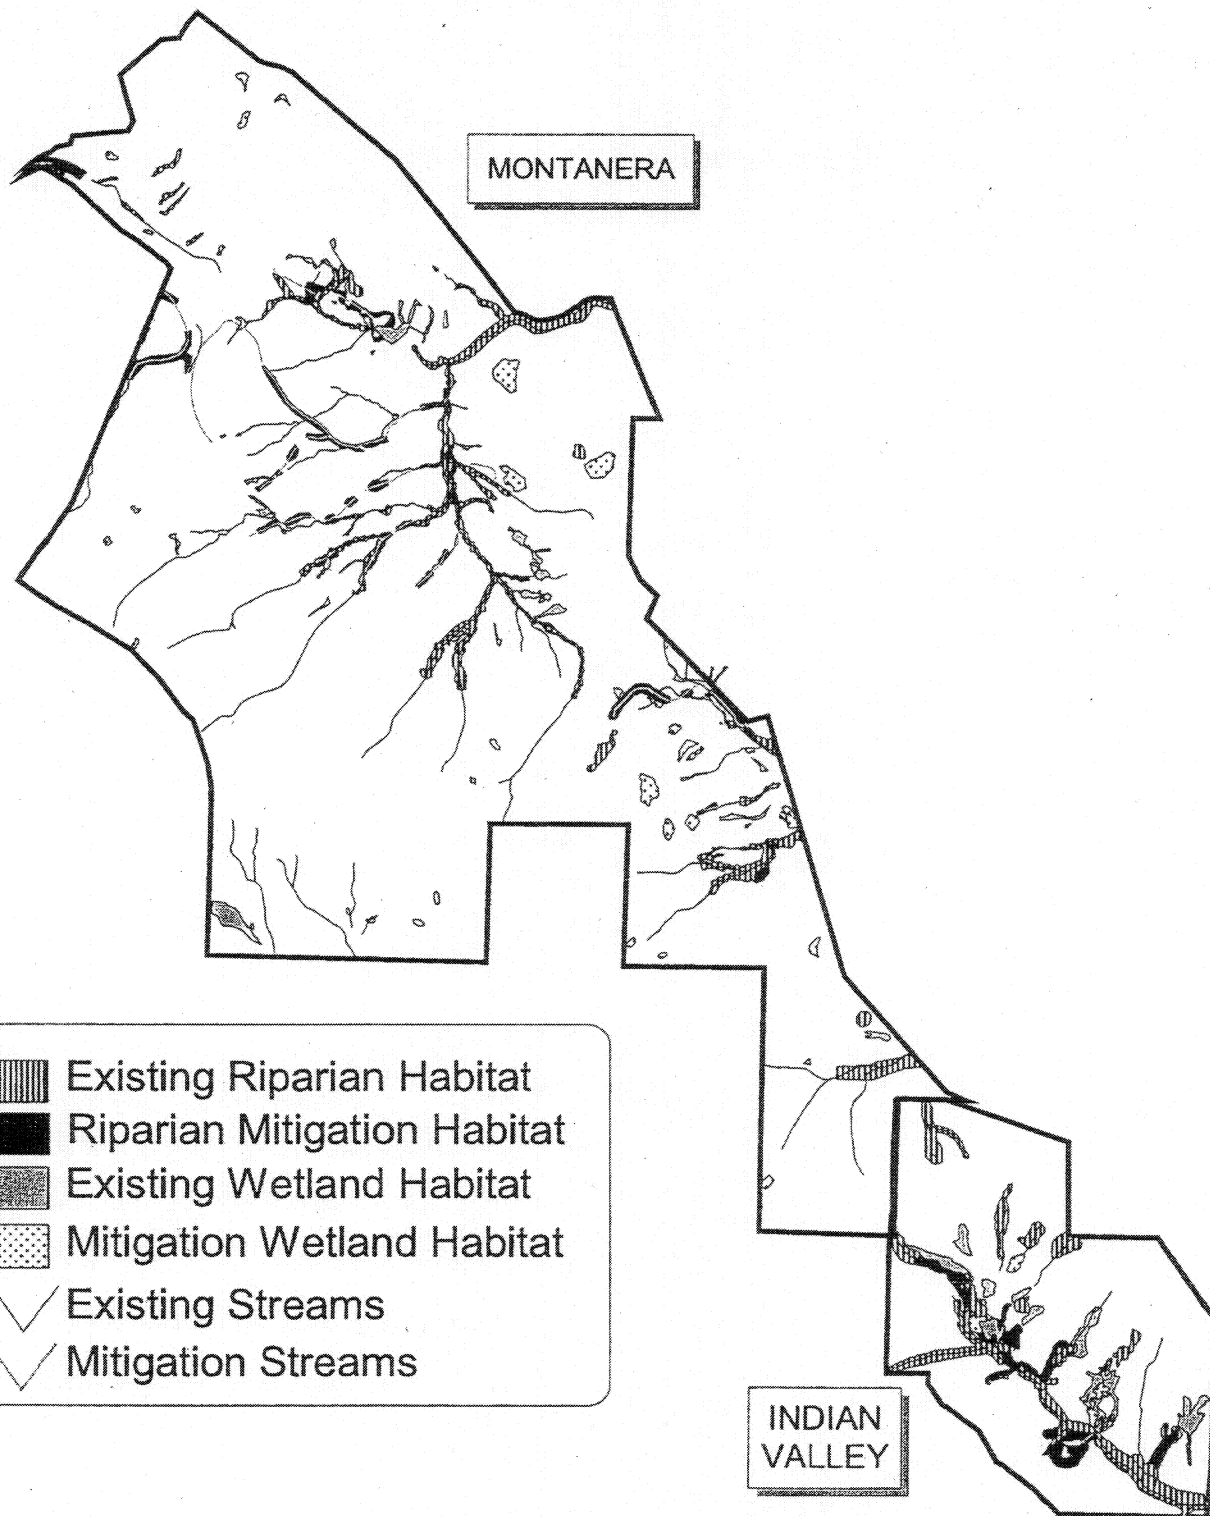 MONTANERA
Existing Riparian Habitat
Riparian Mitigation Habitat
Existing Wetland Habitat
Mitigation Wetland Habitat
Existing Streams
Mitigation Streams
INDIAN
VALLEY